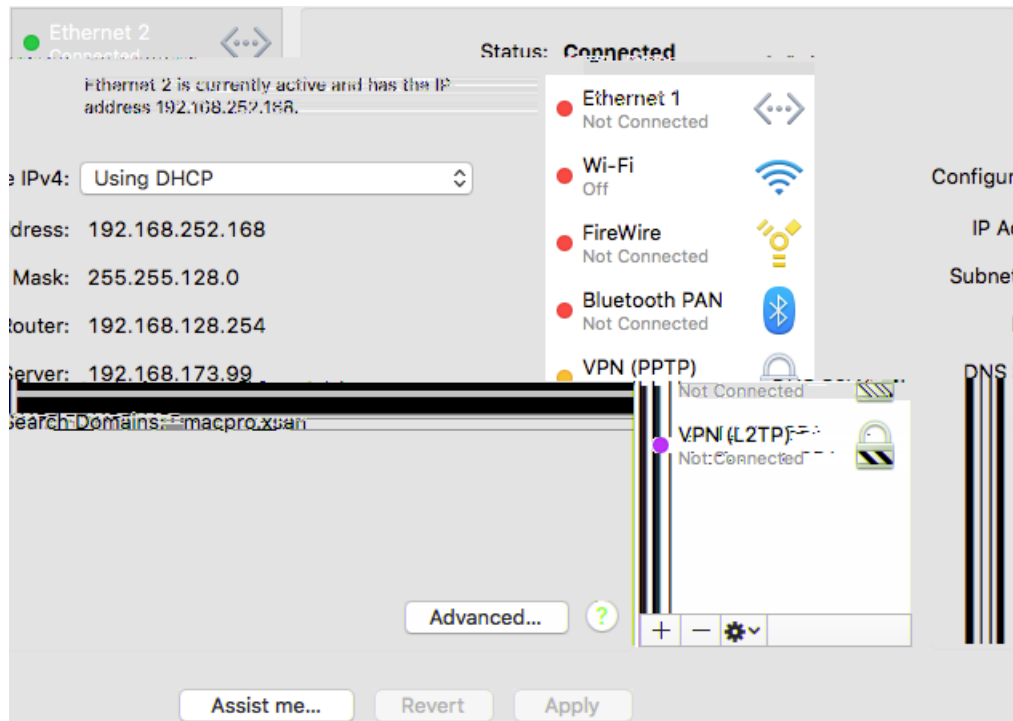 Ethernet 2
Connected
Status: Connected
Ethernet 2 is currently active and has the IP
address 192.168.252.168.
Ethernet 1
Not Connected
e IPv4: Using DHCP
Wi-Fi
Off
Configur
dress: 192.168.252.168
FireWire
Not Connected
IP Ad
Mask: 255.255.128.0
Subnet
Router: 192.168.128.254
Bluetooth PAN
Not Connected
Server: 192.168.173.99
VPN (PPTP)
Not Connected
DNS
Search Domains: macpro.xsan
VPN (L2TP)
Not Connected
Advanced... ?
+ −
Assist me... Revert Apply